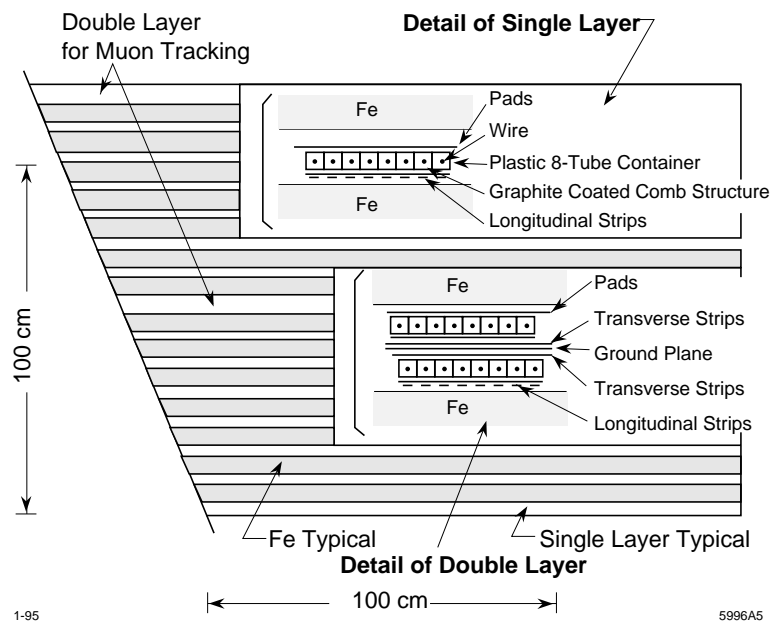 Double Layer
for Muon Tracking
Detail of Single Layer
Fe
Pads
Wire
Plastic 8-Tube Container
Graphite Coated Comb Structure
Fe
Longitudinal Strips
Fe
Pads
Transverse Strips
Ground Plane
Transverse Strips
Fe
Longitudinal Strips
100 cm
Fe Typical
Single Layer Typical
Detail of Double Layer
100 cm
1-95
5996A5